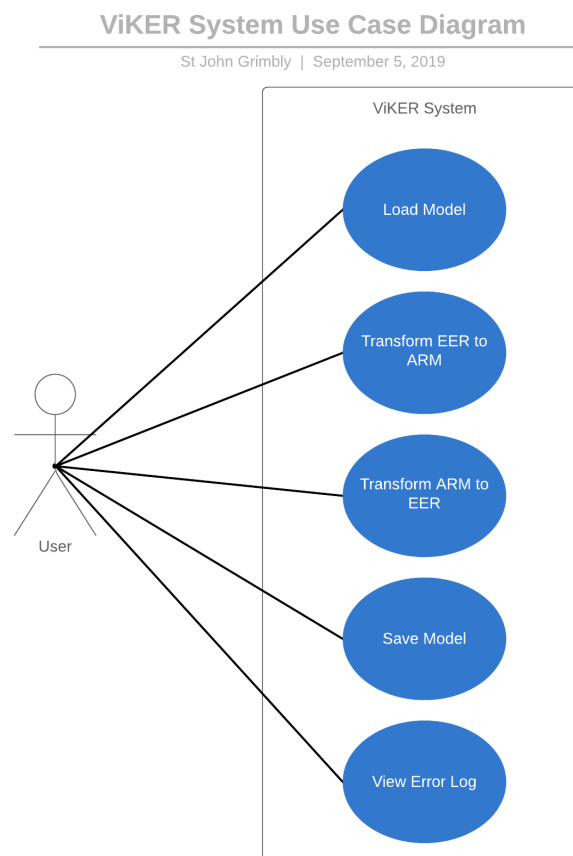 ViKER System Use Case Diagram
St John Grimbly | September 5, 2019
ViKER System
Load Model
Transform EER to
ARM
Transform ARM to
EER
User
Save Model
View Error Log